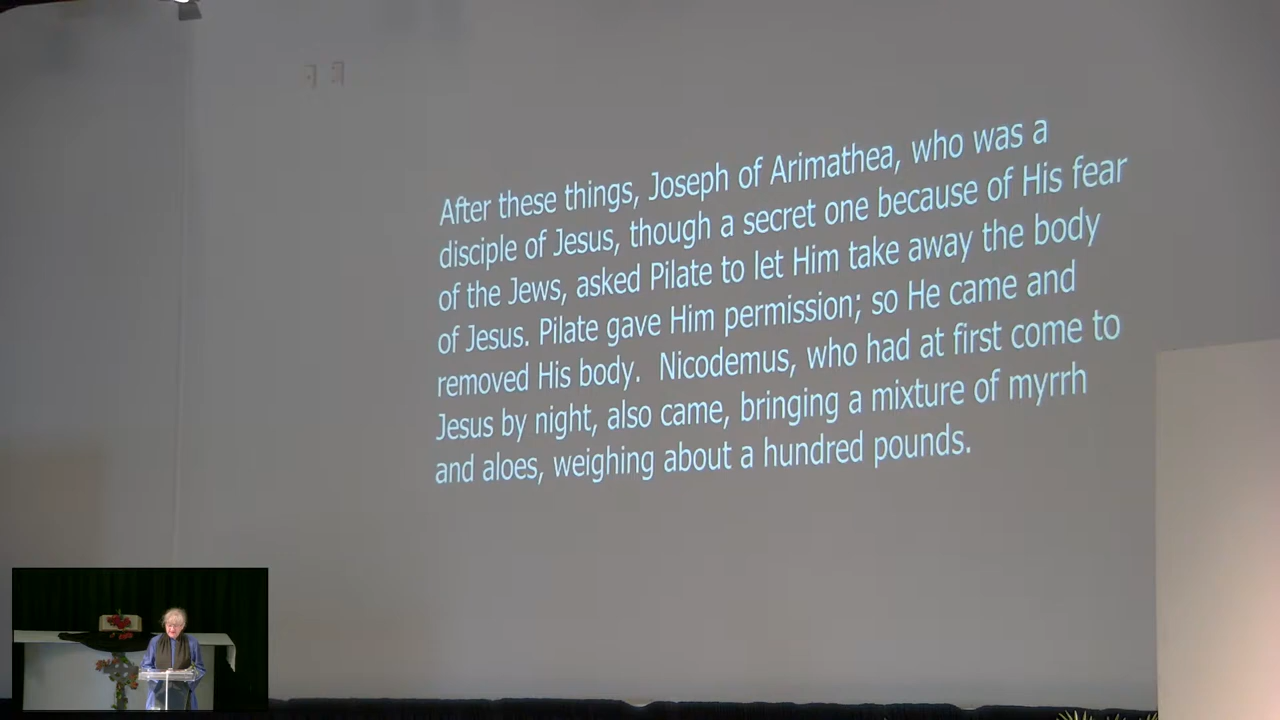 After these things, Joseph of Arimathea, who was a
disciple of Jesus, though a secret one because of His fear
of the Jews, asked Pilate to let Him take away the body
of Jesus. Pilate gave Him permission; so He came and
removed His body.  Nicodemus, who had at first come to
Jesus by night, also came, bringing a mixture of myrrh
and aloes, weighing about a hundred pounds.